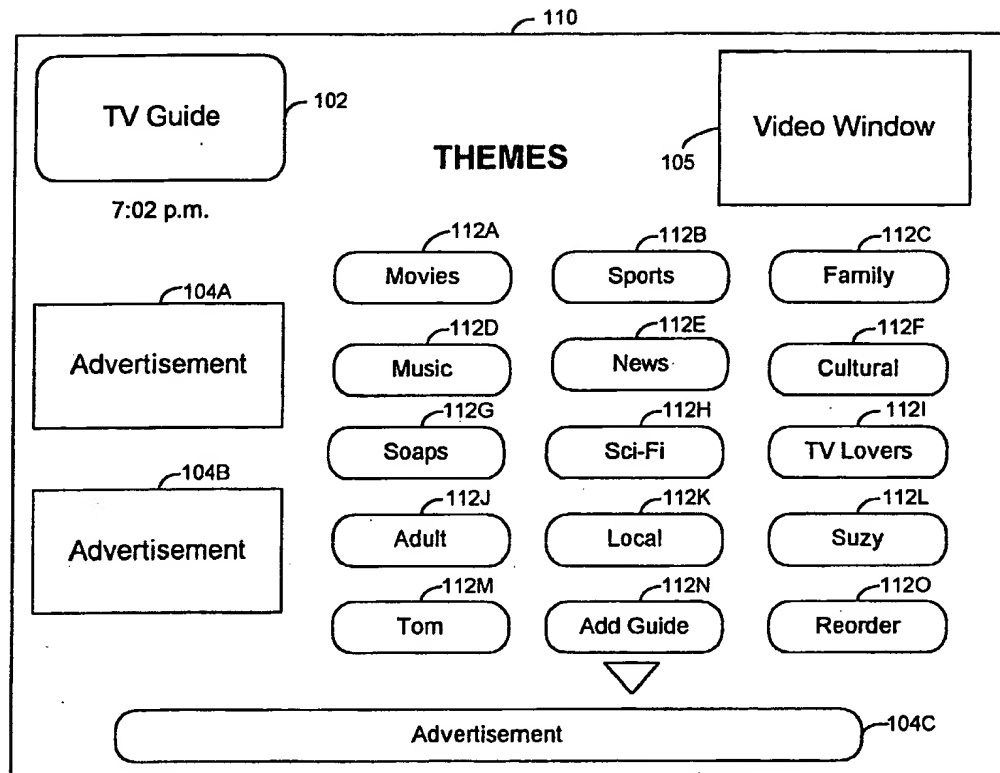 110
TV Guide
102
THEMES
105
Video Window
7:02 p.m.
112A
112B
112C
Movies
Sports
Family
104A
Advertisement
112D
112E
112F
Music
News
Cultural
112G
112H
112I
Soaps
Sci-Fi
TV Lovers
104B
Advertisement
112J
112K
112L
Adult
Local
Suzy
112M
112N
112O
Tom
Add Guide
Reorder
Advertisement
104C